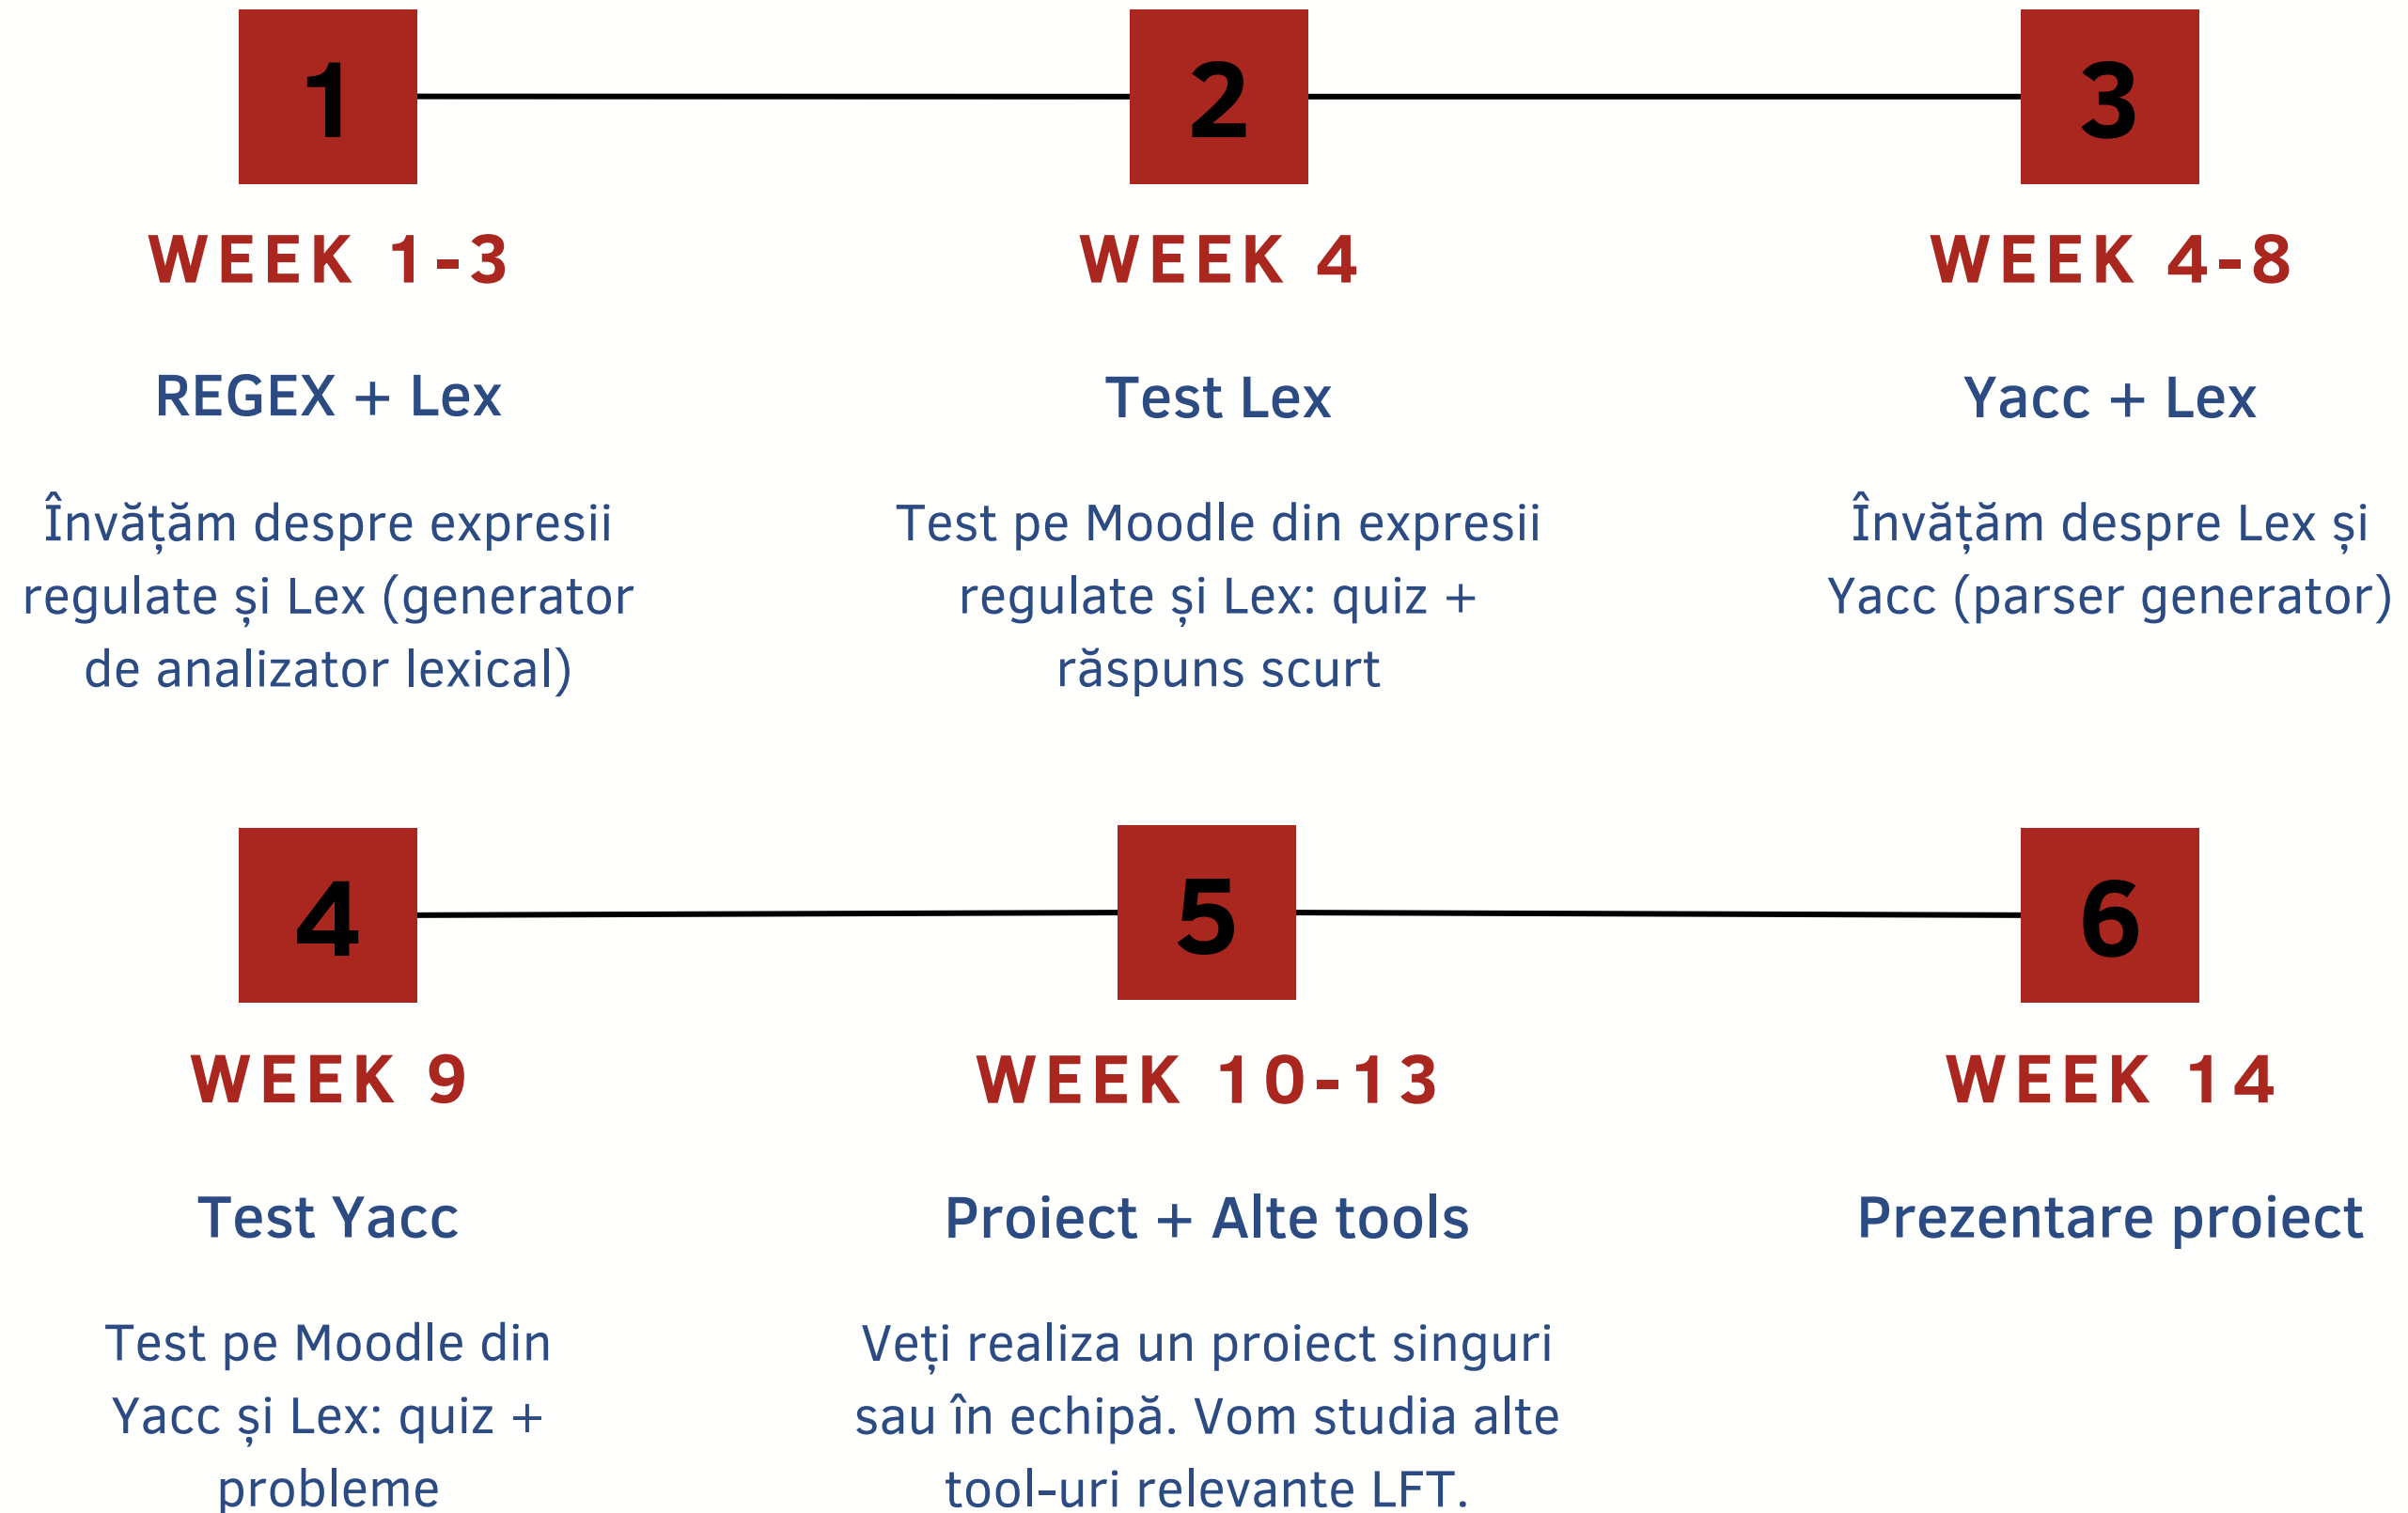 1
WEEK 1-3
REGEX + Lex
Învățăm despre expresii
regulate și Lex (generator
de analizator lexical)
2
WEEK 4
Test Lex
Test pe Moodle din expresii
regulate și Lex: quiz +
răspuns scurt
3
WEEK 4-8
Yacc + Lex
Învățăm despre Lex și
Yacc (parser generator)
4
WEEK 9
Test Yacc
Test pe Moodle din
Yacc și Lex: quiz +
probleme
5
WEEK 10-13
Proiect + Alte tools
Veți realiza un proiect singuri
sau în echipă. Vom studia alte
tool-uri relevante LFT.
6
WEEK 14
Prezentare proiect